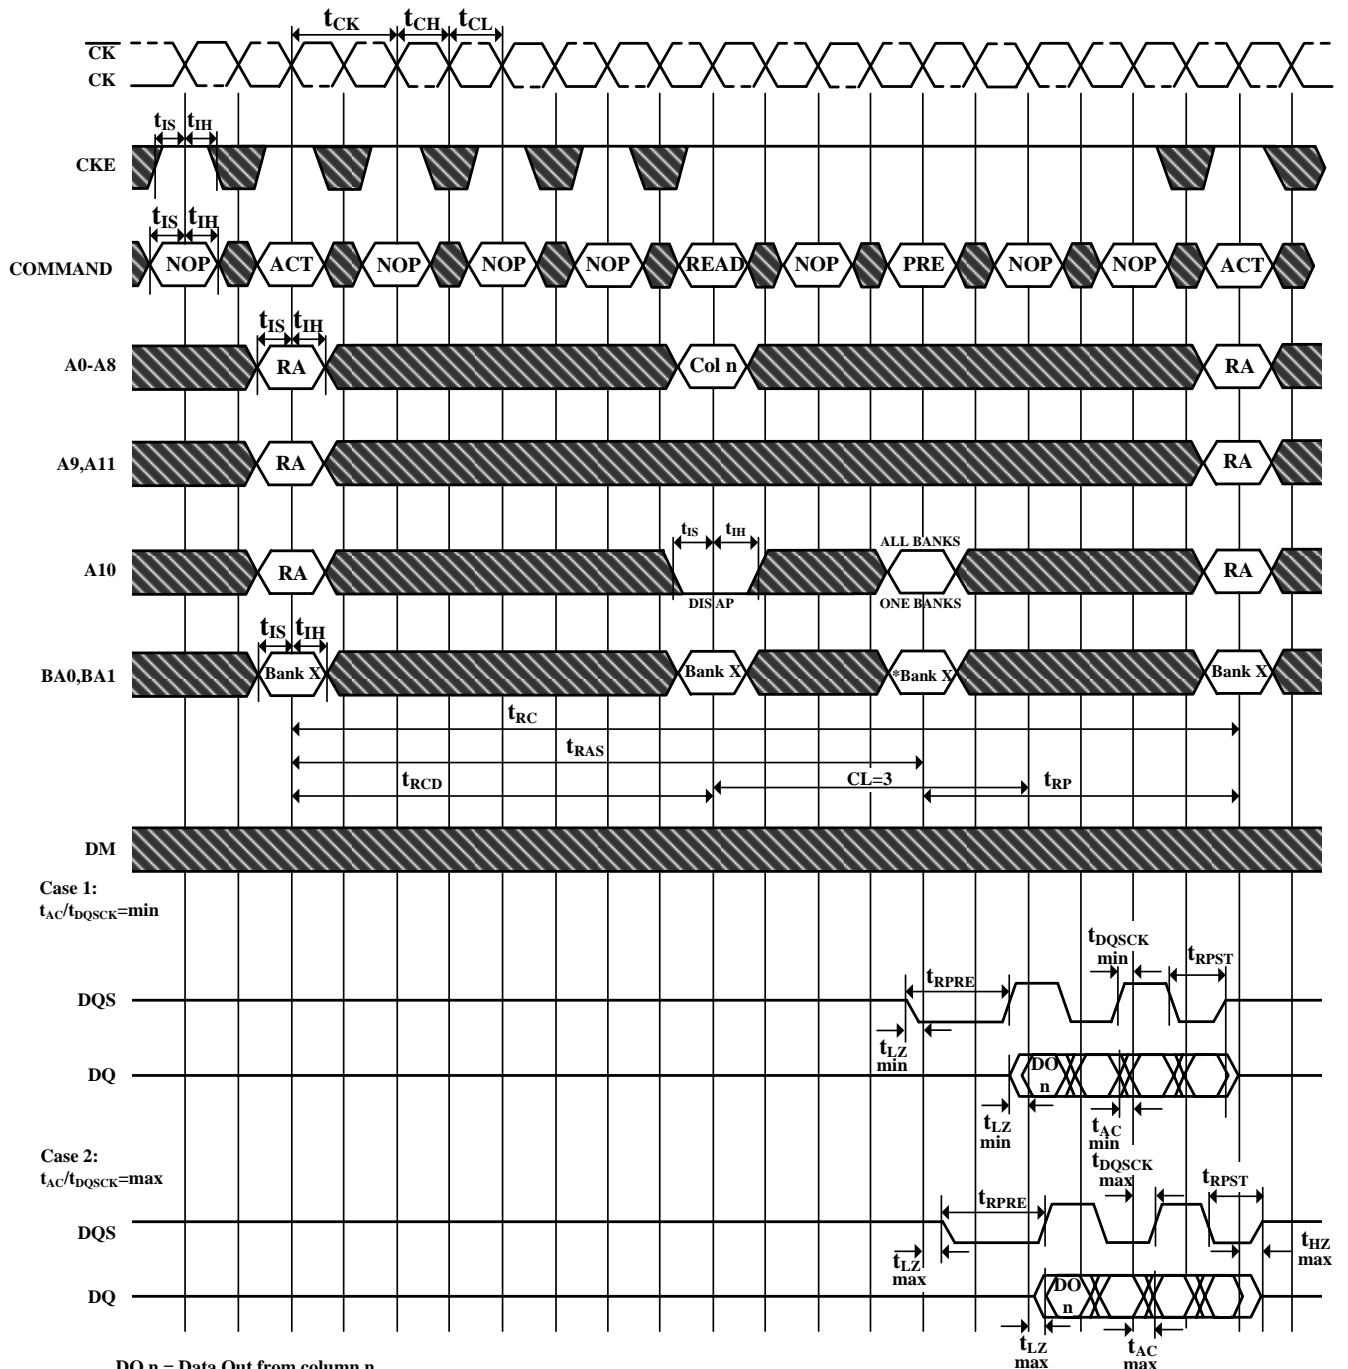 tCK tCH tCL
CK
CK
tIS tIH
CKE
tIS tIH
COMMAND NOP ACT NOP NOP NOP READ NOP PRE NOP NOP ACT
tIS tIH
A0-A8 RA Col n RA
A9,A11 RA RA
tIS tIH
ALL BANKS
A10 RA RA
DIS AP ONE BANKS
tIS tIH
BA0,BA1 Bank X Bank X *Bank X Bank X
tRC
tRAS
tRCD CL=3 tRP
DM
Case 1:
tAC/tDQSCK=min
tDQSCK
min
tRPRE tRPST
DQS
tLZ
min
DQ DO
n
tLZ
min
tAC
min
Case 2:
tAC/tDQSCK=max
tDQSCK
max
tRPRE tRPST
DQS
tLZ
max
tHZ
max
DQ DO
n
tLZ
max
tAC
max
DO n = Data Out from column n